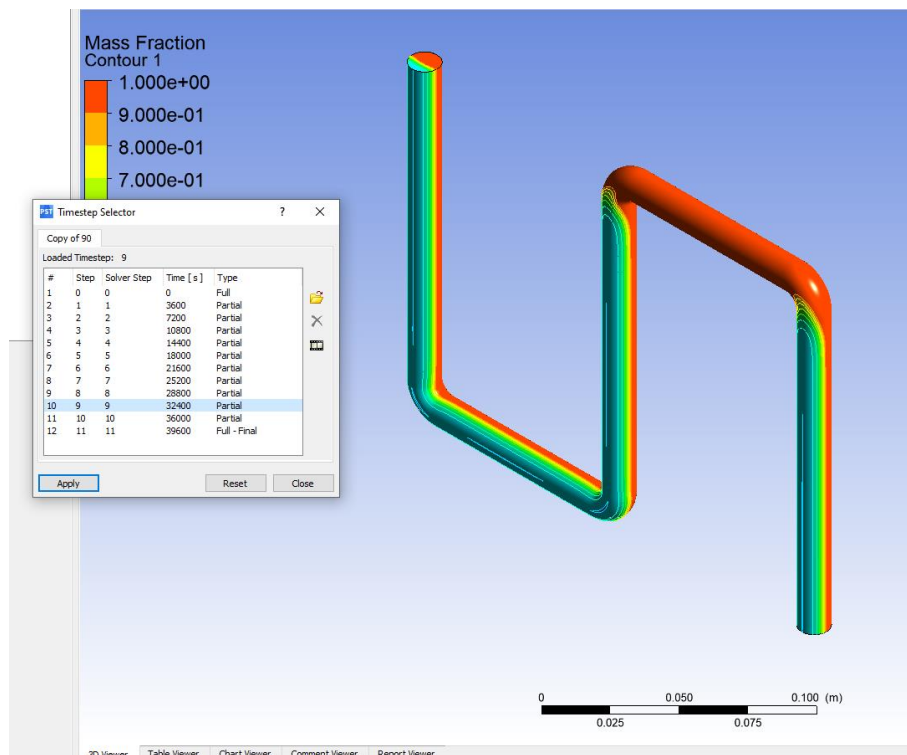 Mass Fraction
Contour 1
1.000e+00
9.000e-01
8.000e-01
7.000e-01
PST Timestep Selector ? ×
Copy of 90
Loaded Timestep: 9
# Step Solver Step Time [ s ] Type
1 0 0 0 Full
2 1 1 3600 Partial
3 2 2 7200 Partial
4 3 3 10800 Partial
5 4 4 14400 Partial
6 5 5 18000 Partial
7 6 6 21600 Partial
8 7 7 25200 Partial
9 8 8 28800 Partial
10 9 9 32400 Partial
11 10 10 36000 Partial
12 11 11 39600 Full - Final
Apply Reset Close
0 0.050 0.100 (m)
0.025 0.075
3D Viewer Table Viewer Chart Viewer Comment Viewer Report Viewer